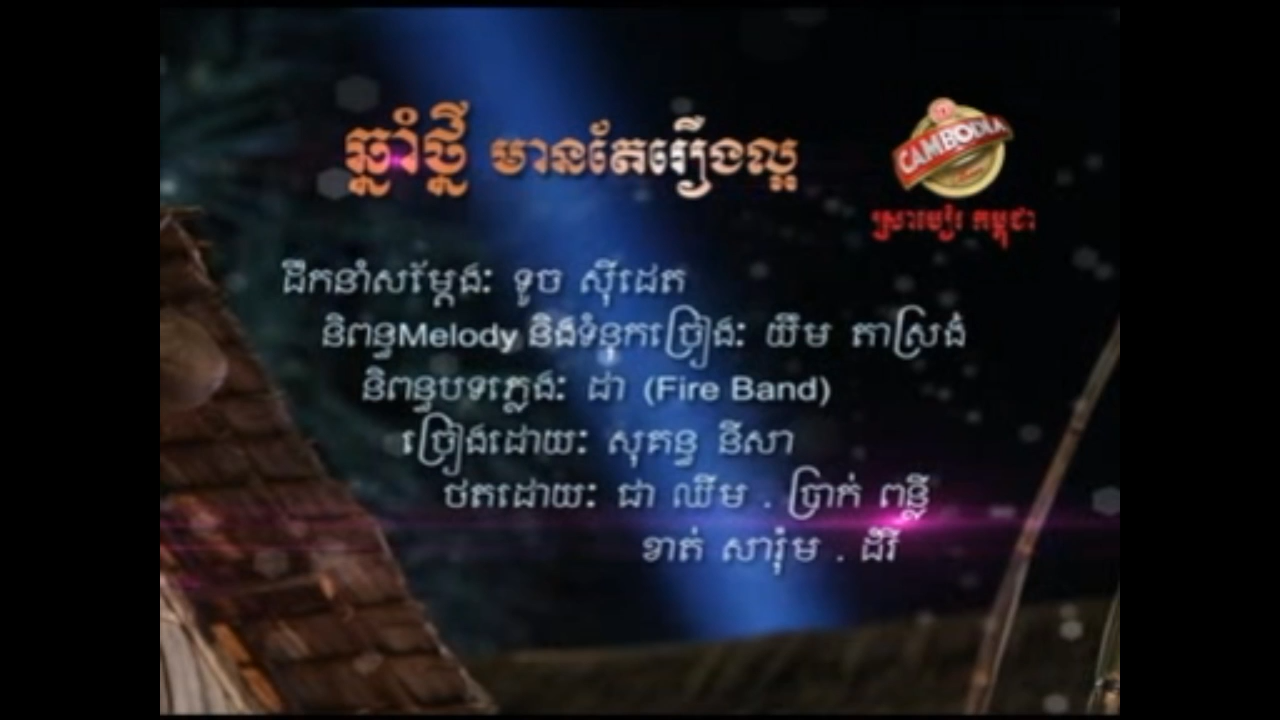 ឆ្នាំថ្មី មានតែរឿងល្អ
CAMBODIA
ស្រាបៀរ កម្ពុជា
ដឹកនាំសម្តែងៈ ទូច ស៊ីដេត
និពន្ធMelody និងទំនុកច្រៀងៈ យឹម តាស្រង់
និពន្ធបទភ្លេងៈ ដា (Fire Band)
ច្រៀងដោយៈ សុគន្ធ នីសា
ថតដោយៈ ជា ឈឹម . ប្រាក់ ពន្លឺ
ខាត់ សារ៉ុម . ដំរី